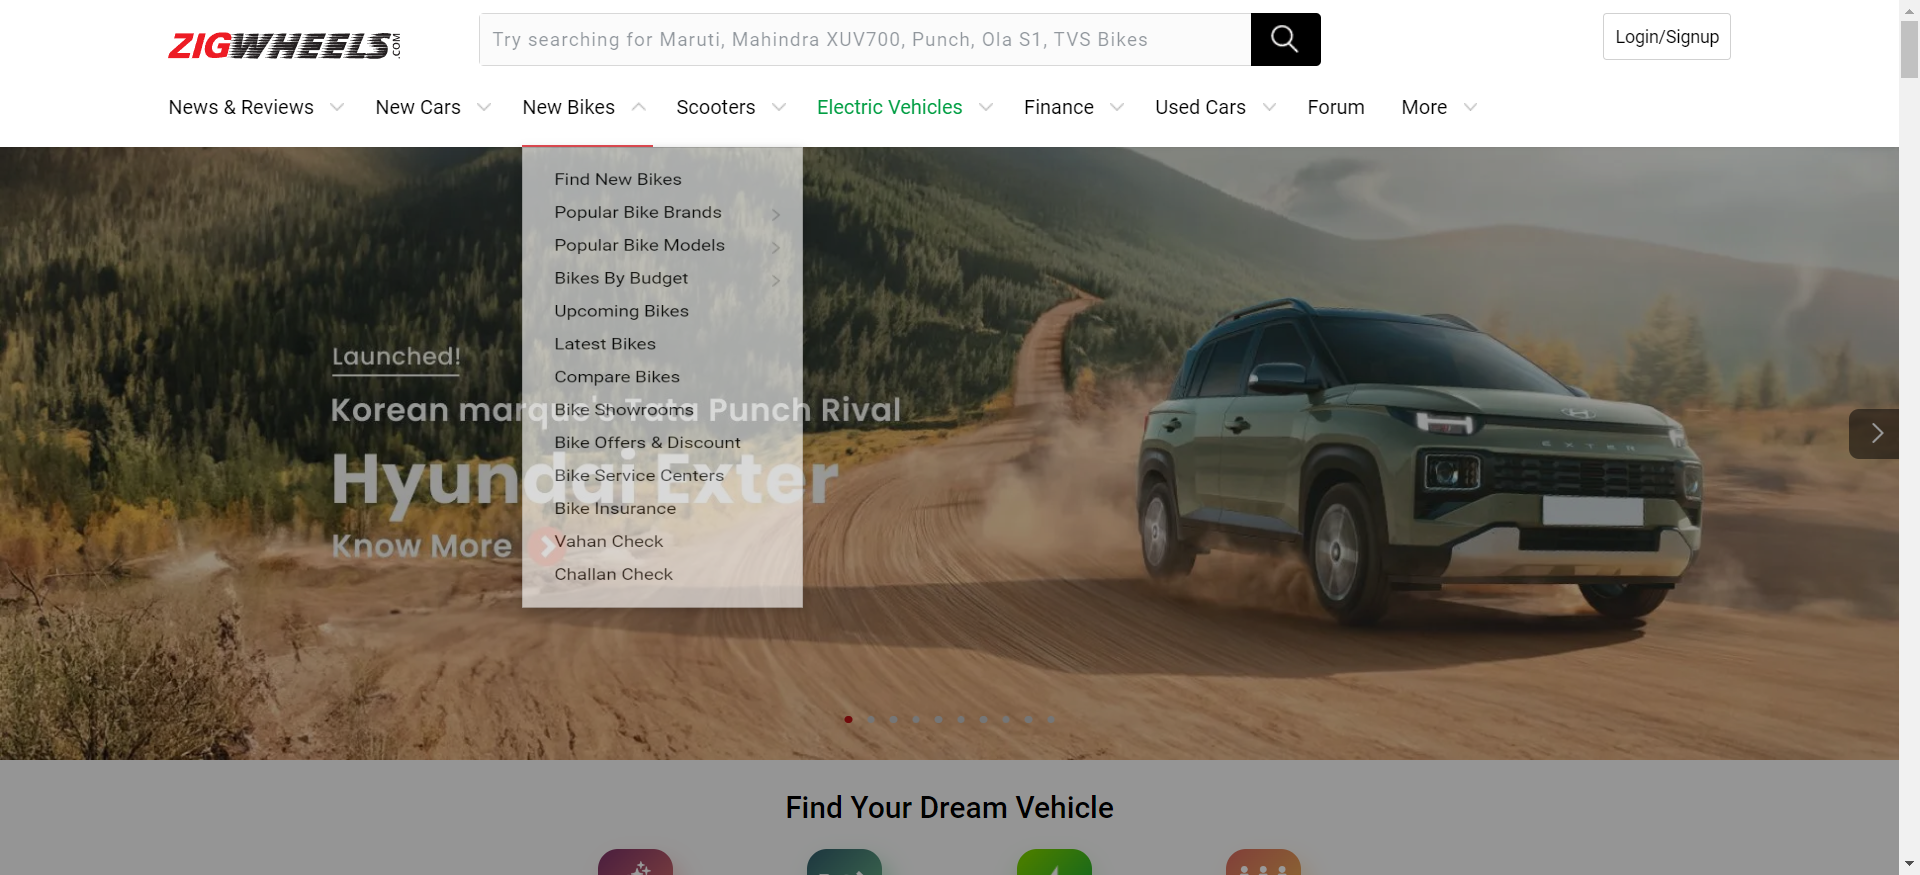 ZIGWHEELS.COM
Try searching for Maruti, Mahindra XUV700, Punch, Ola S1, TVS Bikes
Login/Signup
News & Reviews New Cars New Bikes Scooters Electric Vehicles Finance Used Cars Forum More
Find New Bikes
Popular Bike Brands
Popular Bike Models
Bikes By Budget
Upcoming Bikes
Latest Bikes
Compare Bikes
Bike Showrooms
Bike Offers & Discount
Bike Service Centers
Bike Insurance
Vahan Check
Challan Check
Launched!
Korean marque's Tata Punch Rival
Hyundai Exter
Know More
EXTER
Find Your Dream Vehicle